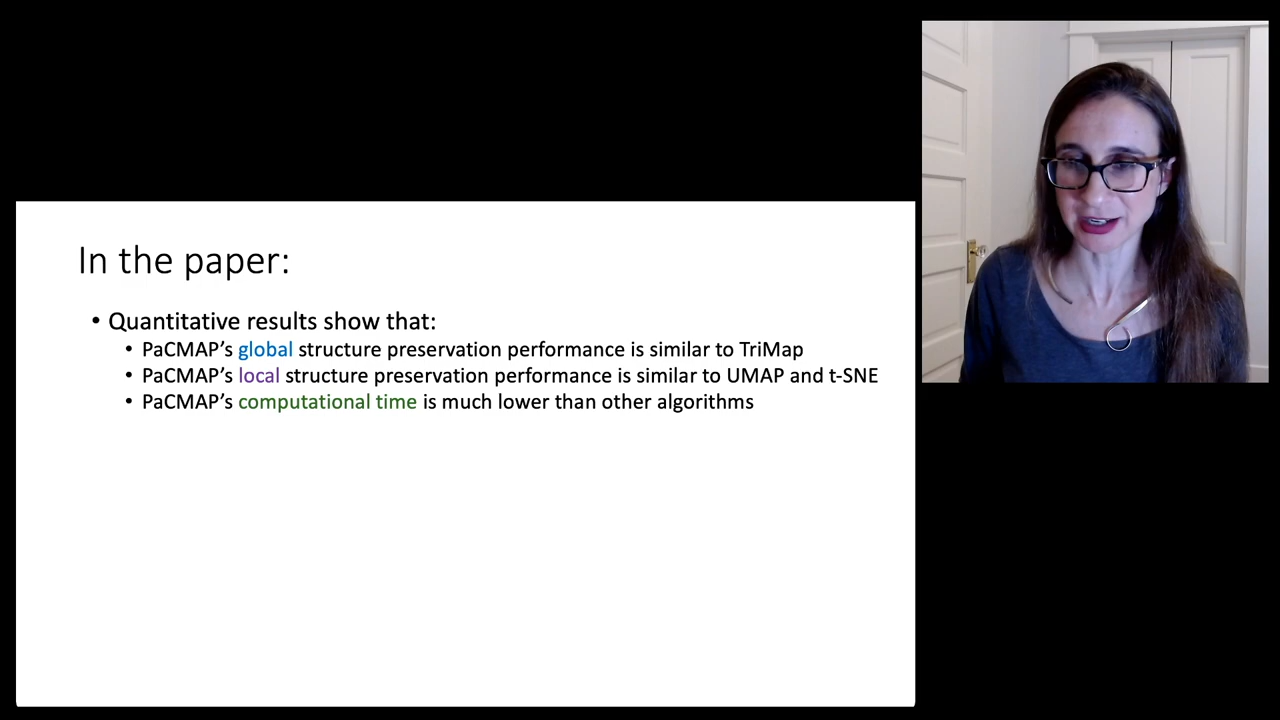 In the paper:
• Quantitative results show that:
• PaCMAP’s global structure preservation performance is similar to TriMap
• PaCMAP’s local structure preservation performance is similar to UMAP and t-SNE
• PaCMAP’s computational time is much lower than other algorithms